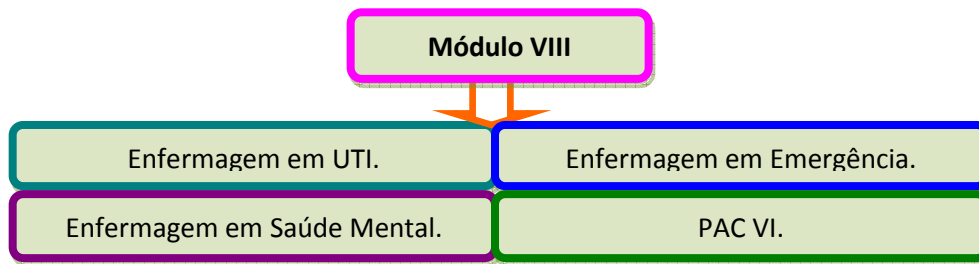 Módulo VIII
Enfermagem em UTI.
Enfermagem em Emergência.
Enfermagem em Saúde Mental.
PAC VI.